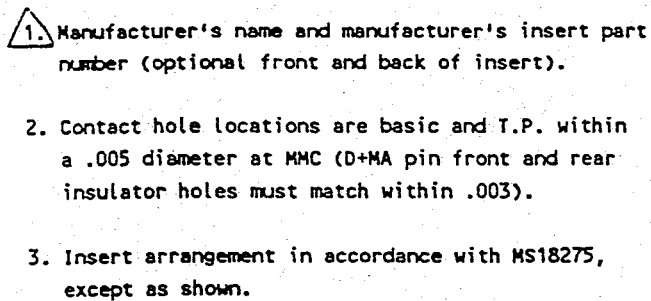 1. Manufacturer's name and manufacturer's insert part
number (optional front and back of insert).
2. Contact hole locations are basic and T.P. within
a .005 diameter at MMC (D+MA pin front and rear
insulator holes must match within .003).
3. Insert arrangement in accordance with MS18275,
except as shown.